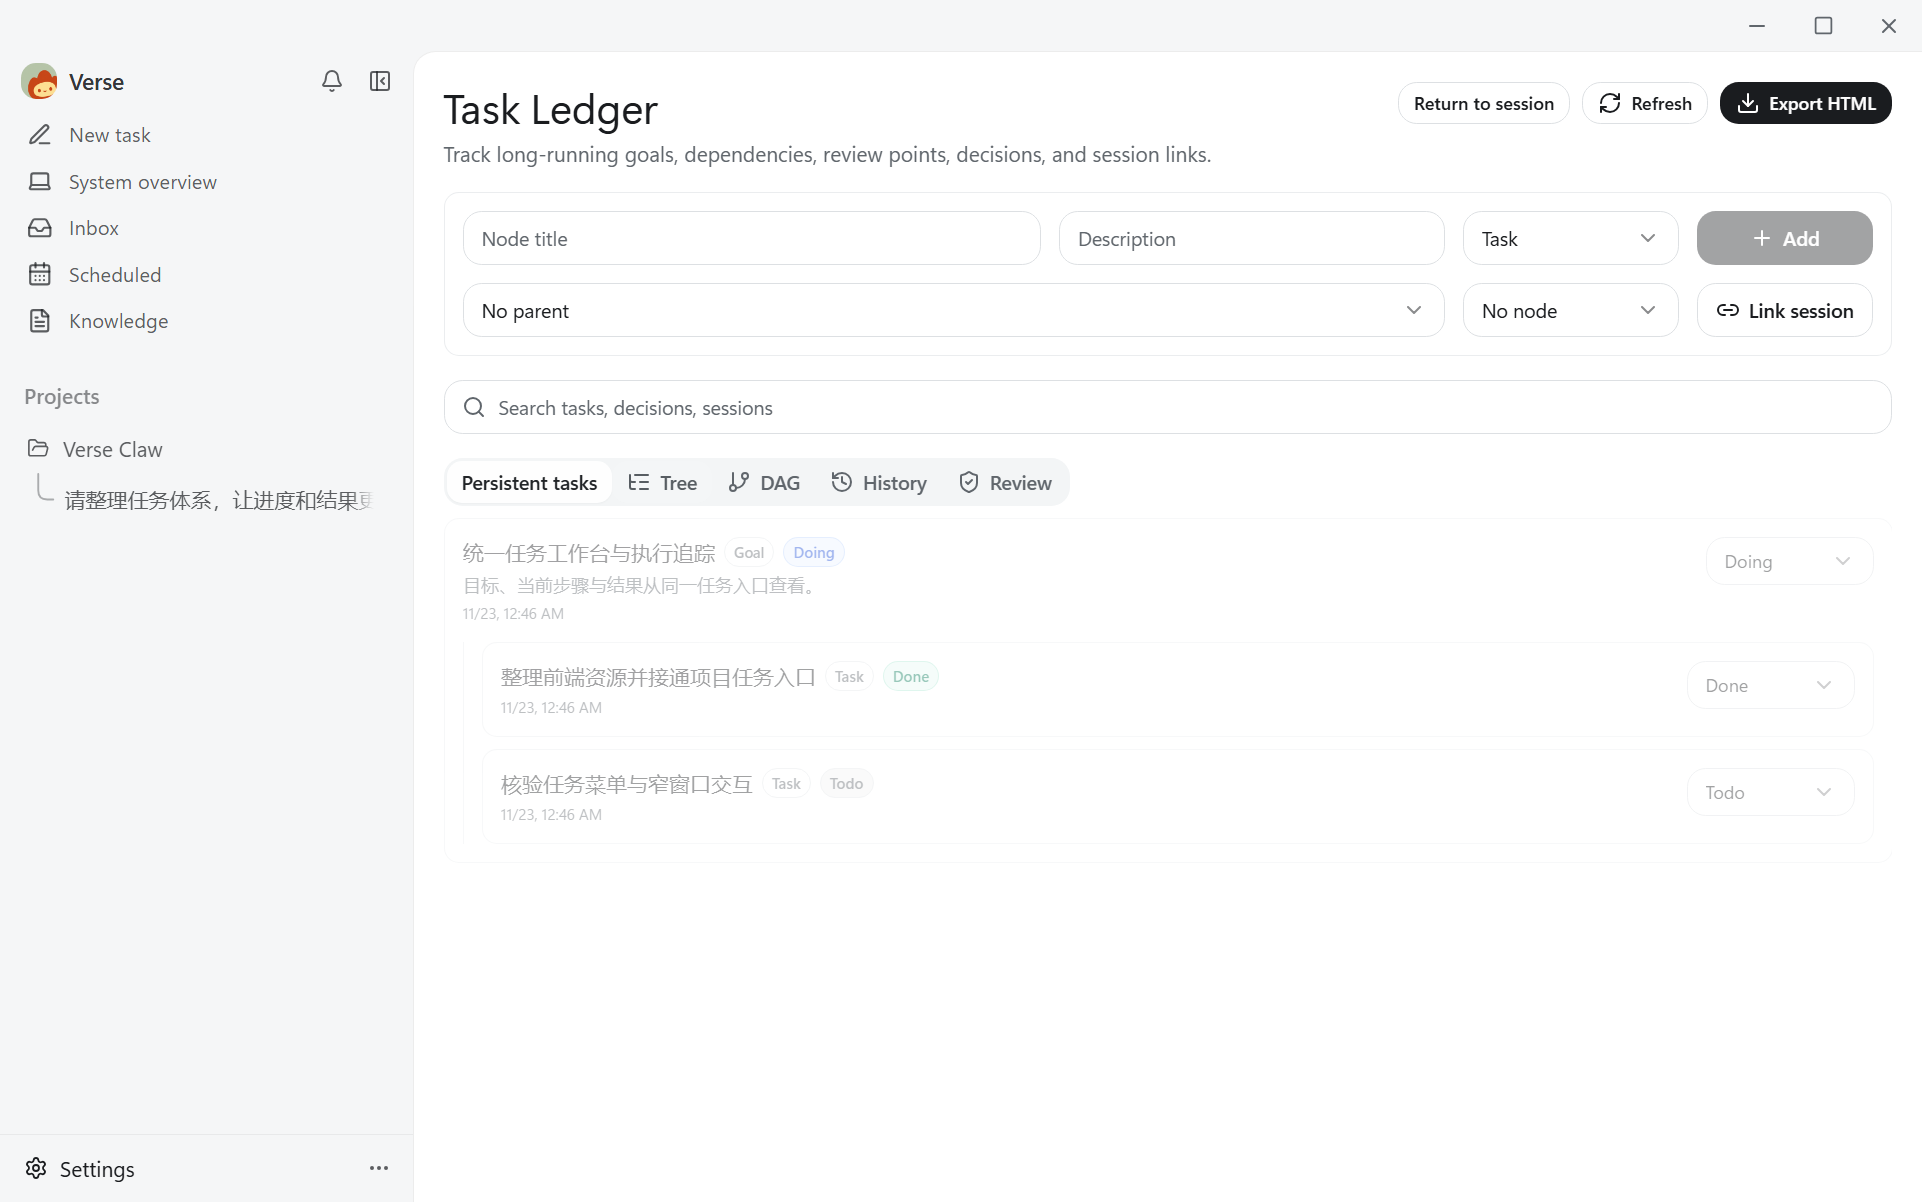 Verse
New task
System overview
Inbox
Scheduled
Knowledge
Projects
Verse Claw
请整理任务体系，让进度和结果更
Settings
Task Ledger
Return to session
Refresh
Export HTML
Track long-running goals, dependencies, review points, decisions, and session links.
Node title
Description
Task
Add
No parent
No node
Link session
Search tasks, decisions, sessions
Persistent tasks
Tree
DAG
History
Review
统一任务工作台与执行追踪 Goal Doing
Doing
目标、当前步骤与结果从同一任务入口查看。
11/23, 12:46 AM
整理前端资源并接通项目任务入口 Task Done
Done
11/23, 12:46 AM
核验任务菜单与窄窗口交互 Task Todo
Todo
11/23, 12:46 AM